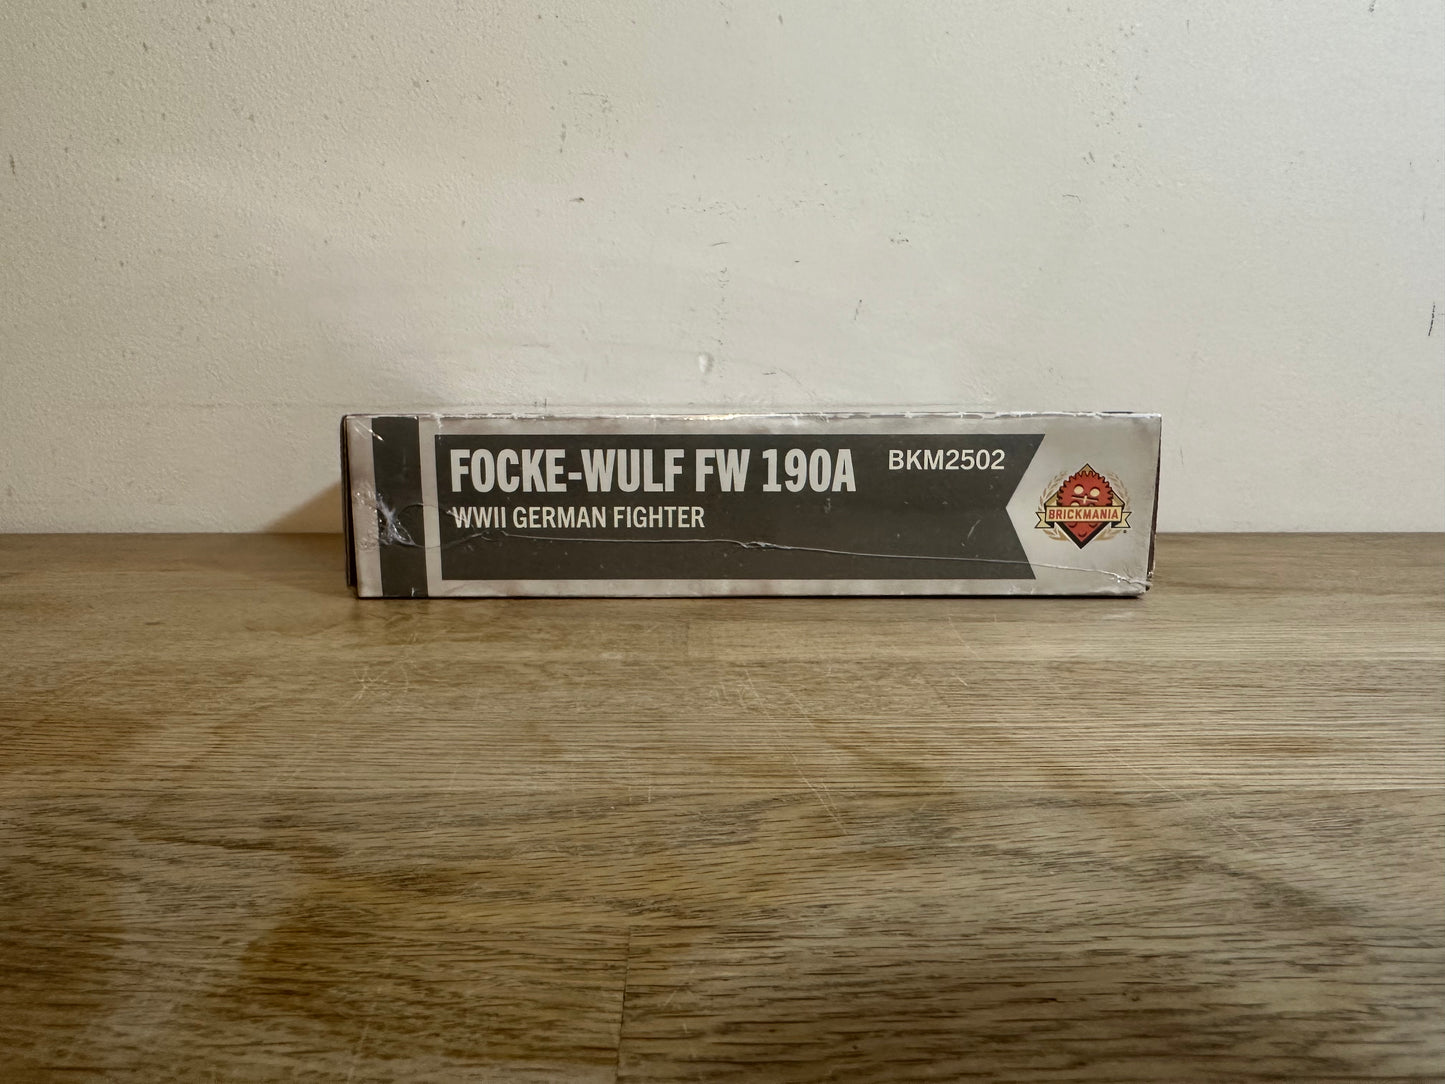 FOCKE-WULF FW 190A
BKM2502
WWII GERMAN FIGHTER
BRICKMANIA